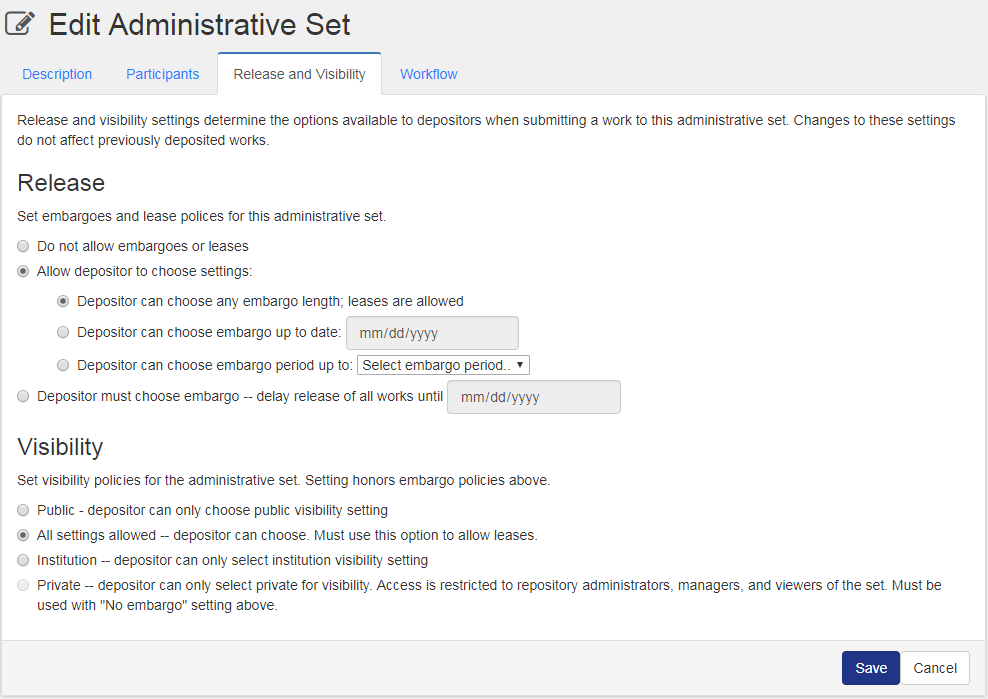 Edit Administrative Set
Description Participants Release and Visibility Workflow
Release and visibility settings determine the options available to depositors when submitting a work to this administrative set. Changes to these settings
do not affect previously deposited works.
Release
Set embargoes and lease polices for this administrative set.
Do not allow embargoes or leases
Allow depositor to choose settings:
Depositor can choose any embargo length; leases are allowed
Depositor can choose embargo up to date: mm/dd/yyyy
Depositor can choose embargo period up to: Select embargo period..
Depositor must choose embargo -- delay release of all works until mm/dd/yyyy
Visibility
Set visibility policies for the administrative set. Setting honors embargo policies above.
Public - depositor can only choose public visibility setting
All settings allowed -- depositor can choose. Must use this option to allow leases.
Institution -- depositor can only select institution visibility setting
Private -- depositor can only select private for visibility. Access is restricted to repository administrators, managers, and viewers of the set. Must be
used with "No embargo" setting above.
Save Cancel